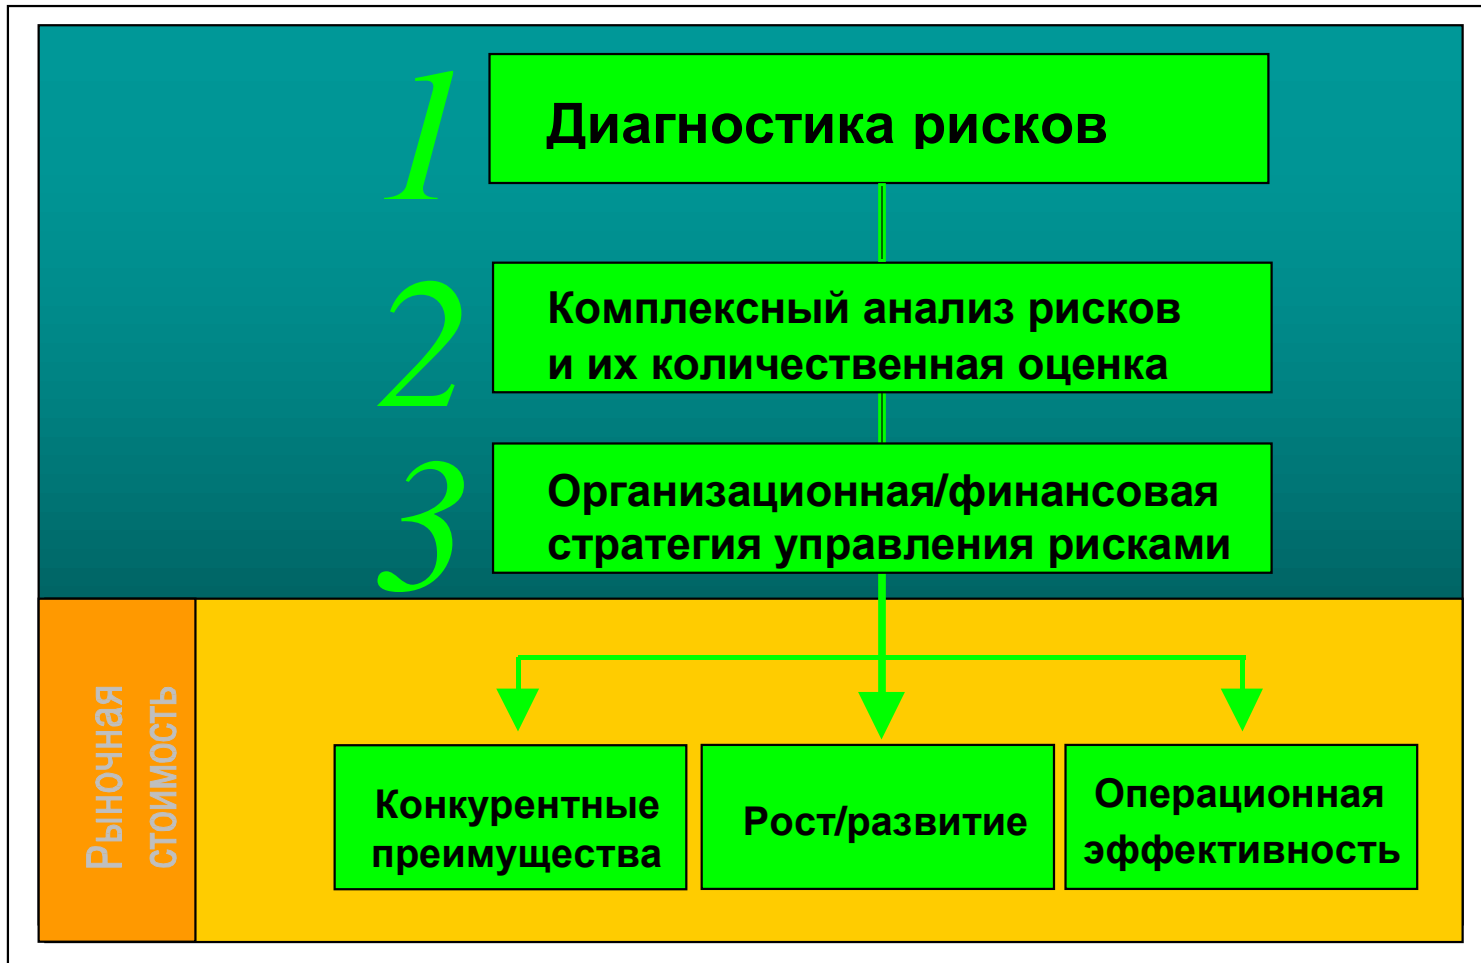 1
Диагностика рисков
2
Комплексный анализ рисков
и их количественная оценка
3
Организационная/финансовая
стратегия управления рисками
Рыночная
стоимость
Конкурентные
преимущества
Рост/развитие
Операционная
эффективность